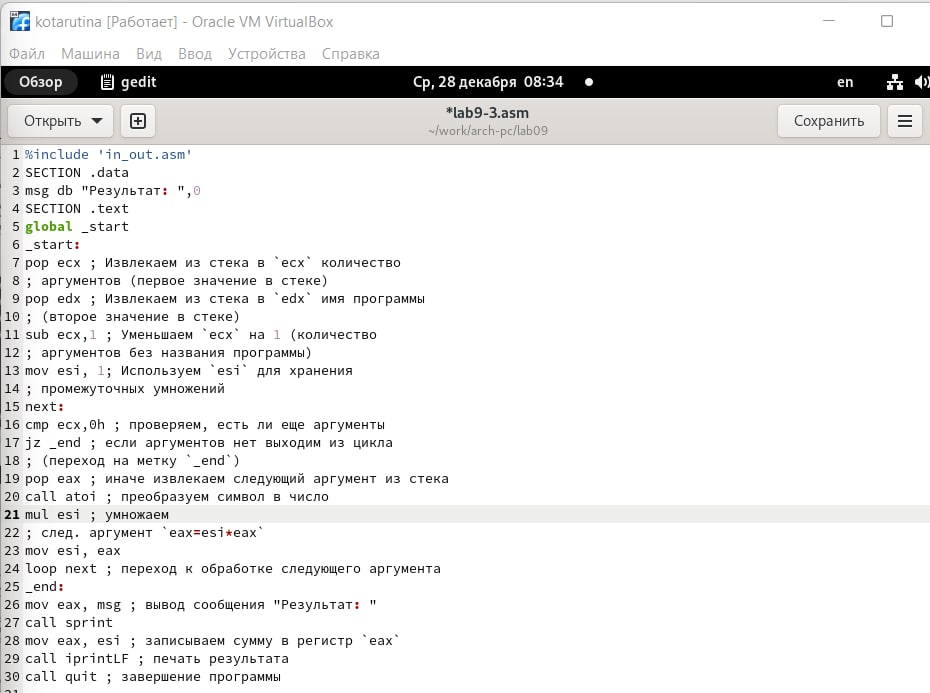 kotarutina [Работает] - Oracle VM VirtualBox
Файл Машина Вид Ввод Устройства Справка
Обзор gedit Ср, 28 декабря 08:34 en
Открыть *lab9-3.asm Сохранить
~/work/arch-pc/lab09
1 %include 'in_out.asm'
2 SECTION .data
3 msg db "Результат: ",0
4 SECTION .text
5 global _start
6 _start:
7 pop ecx ; Извлекаем из стека в `ecx` количество
8 ; аргументов (первое значение в стеке)
9 pop edx ; Извлекаем из стека в `edx` имя программы
10 ; (второе значение в стеке)
11 sub ecx,1 ; Уменьшаем `ecx` на 1 (количество
12 ; аргументов без названия программы)
13 mov esi, 1; Используем `esi` для хранения
14 ; промежуточных умножений
15 next:
16 cmp ecx,0h ; проверяем, есть ли еще аргументы
17 jz _end ; если аргументов нет выходим из цикла
18 ; (переход на метку `_end`)
19 pop eax ; иначе извлекаем следующий аргумент из стека
20 call atoi ; преобразуем символ в число
21 mul esi ; умножаем
22 ; след. аргумент `eax=esi*eax`
23 mov esi, eax
24 loop next ; переход к обработке следующего аргумента
25 _end:
26 mov eax, msg ; вывод сообщения "Результат: "
27 call sprint
28 mov eax, esi ; записываем сумму в регистр `eax`
29 call iprintLF ; печать результата
30 call quit ; завершение программы